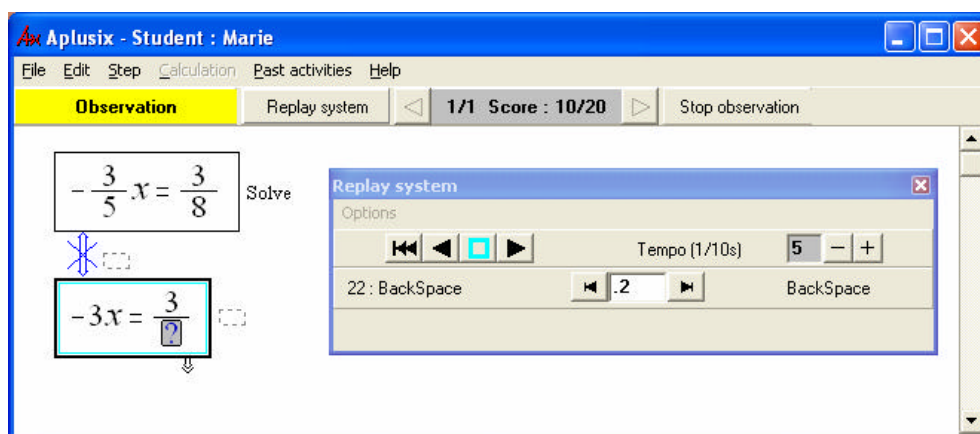 Aplusix - Student : Marie
File Edit Step Calculation Past activities Help
Observation Replay system 1/1 Score : 10/20 Stop observation
-3/5 x = 3/8 Solve
-3x = 3/?
Replay system
Options
Tempo (1/10s) 5 - +
22 : BackSpace .2 BackSpace